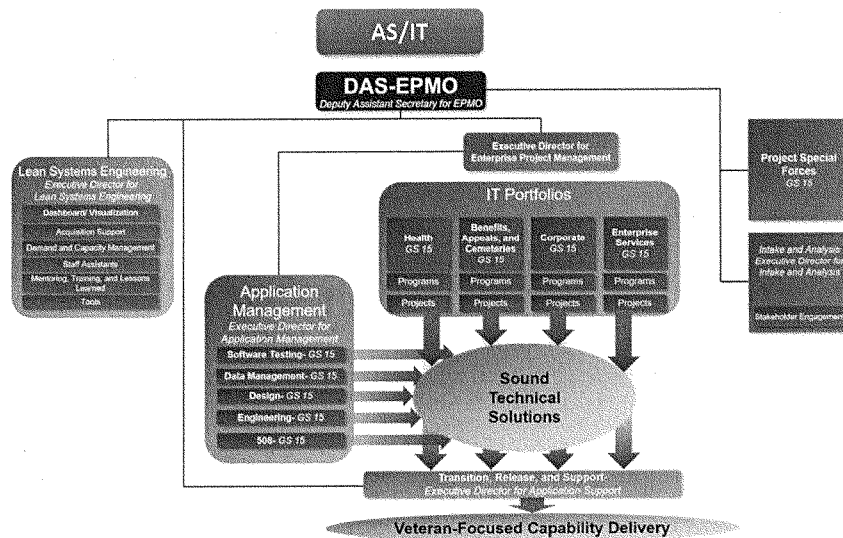 AS/IT
DAS-EPMO
Deputy Assistant Secretary for EPMO
Executive Director for
Enterprise Project Management
Lean Systems Engineering
Executive Director for
Lean Systems Engineering
Dashboard/ Visualization
Acquisition Support
Demand and Capacity Management
Staff Assistants
Mentoring, Training, and Lessons
Learned
Tools
IT Portfolios
Health
GS 15
Programs
Projects
Benefits,
Appeals, and
Cemeteries
GS 15
Programs
Projects
Corporate
GS 15
Programs
Projects
Enterprise
Services
GS 15
Programs
Projects
Project Special
Forces
GS 15
Intake and Analysis
Executive Director for
Intake and Analysis
Stakeholder Engagement
Application
Management
Executive Director for
Application Management
Software Testing- GS 15
Data Management- GS 15
Design- GS 15
Engineering- GS 15
508- GS 15
Sound
Technical
Solutions
Transition, Release, and Support-
Executive Director for Application Support
Veteran-Focused Capability Delivery